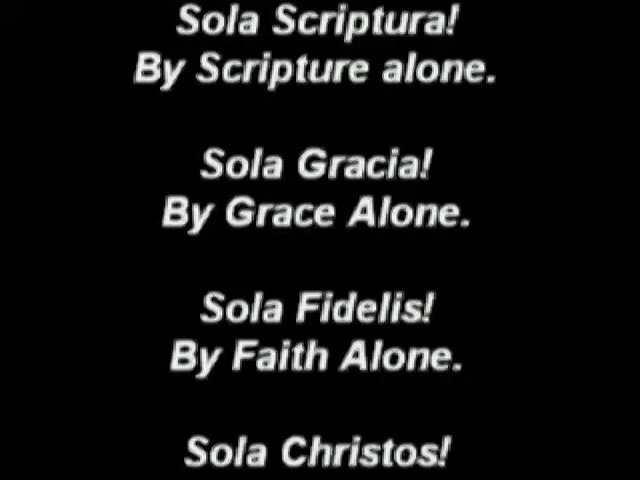 Sola Scriptura!
By Scripture alone.
Sola Gracia!
By Grace Alone.
Sola Fidelis!
By Faith Alone.
Sola Christos!